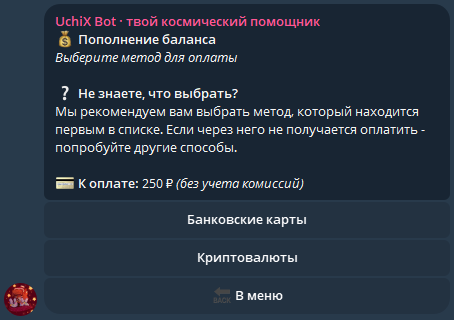 UchiX Bot · твой космический помощник
💰 Пополнение баланса
Выберите метод для оплаты
❔ Не знаете, что выбрать?
Мы рекомендуем вам выбрать метод, который находится
первым в списке. Если через него не получается оплатить -
попробуйте другие способы.
💳 К оплате: 250 ₽ (без учета комиссий)
Банковские карты
Криптовалюты
🔙 В меню